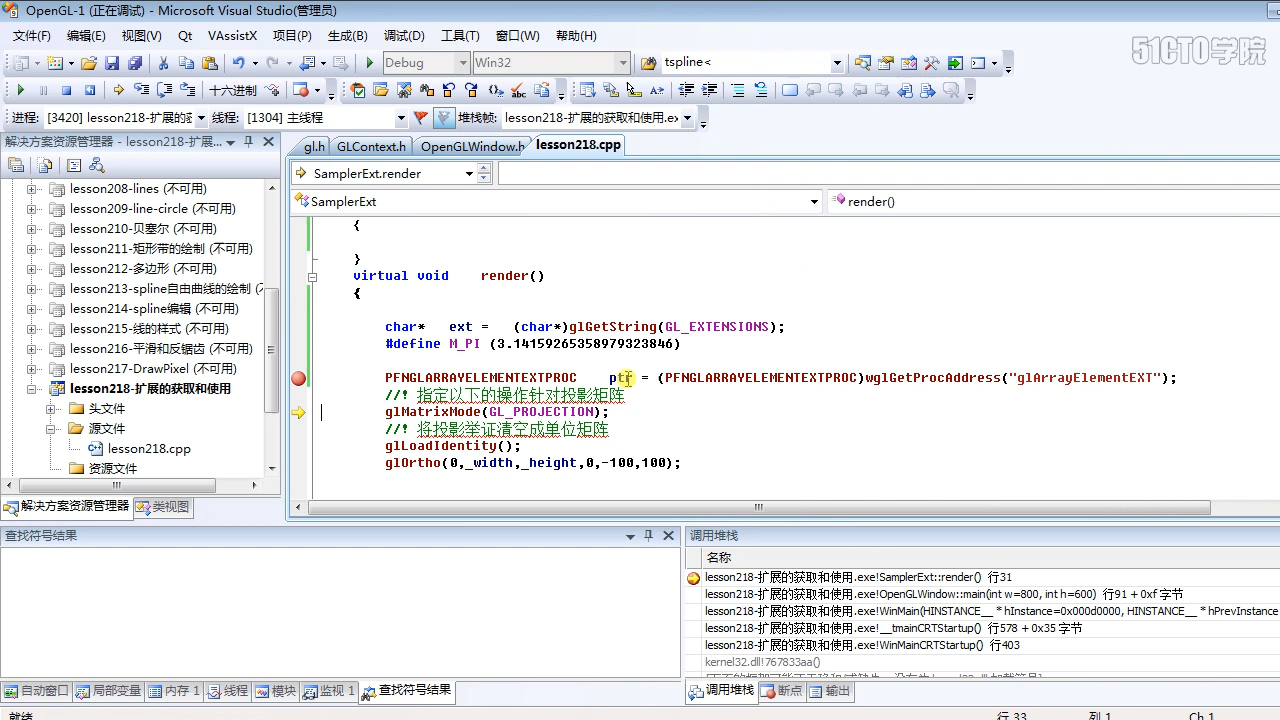 OpenGL-1 (正在调试) - Microsoft Visual Studio(管理员)
文件(F) 编辑(E) 视图(V) Qt VAssistX 项目(P) 生成(B) 调试(D) 工具(T) 窗口(W) 帮助(H)
51CTO学院
Debug Win32 tspline<
十六进制
进程: [3420] lesson218-扩展的 线程: [1304] 主线程 堆栈帧: lesson218-扩展的获取和使用.ex
解决方案资源管理器 - lesson218-扩展...
gl.h GLContext.h OpenGLWindow.h lesson218.cpp
SamplerExt.render
SamplerExt render()
lesson208-lines (不可用)
lesson209-line-circle (不可用)
lesson210-贝塞尔 (不可用)
lesson211-矩形带的绘制 (不可用)
lesson212-多边形 (不可用)
lesson213-spline自由曲线的绘制 (不
lesson214-spline编辑 (不可用)
lesson215-线的样式 (不可用)
lesson216-平滑和反锯齿 (不可用)
lesson217-DrawPixel (不可用)
lesson218-扩展的获取和使用
头文件
源文件
lesson218.cpp
资源文件
解决方案资源管理器 类视图
{
}
virtual void render()
{
char* ext = (char*)glGetString(GL_EXTENSIONS);
#define M_PI (3.14159265358979323846)
PFNGLARRAYELEMENTEXTPROC ptr = (PFNGLARRAYELEMENTEXTPROC)wglGetProcAddress("glArrayElementEXT");
//! 指定以下的操作针对投影矩阵
glMatrixMode(GL_PROJECTION);
//! 将投影举证清空成单位矩阵
glLoadIdentity();
glOrtho(0,_width,_height,0,-100,100);
查找符号结果
调用堆栈
名称
lesson218-扩展的获取和使用.exe!SamplerExt::render() 行31
lesson218-扩展的获取和使用.exe!OpenGLWindow::main(int w=800, int h=600) 行91 + 0xf 字节
lesson218-扩展的获取和使用.exe!WinMain(HINSTANCE__ * hInstance=0x000d0000, HINSTANCE__ * hPrevInstance
lesson218-扩展的获取和使用.exe!__tmainCRTStartup() 行578 + 0x35 字节
lesson218-扩展的获取和使用.exe!WinMainCRTStartup() 行403
kernel32.dll!767833aa()
自动窗口 局部变量 内存 1 线程 模块 监视 1 查找符号结果
调用堆栈 断点 输出
就绪 行 33 列 1 Ch 1